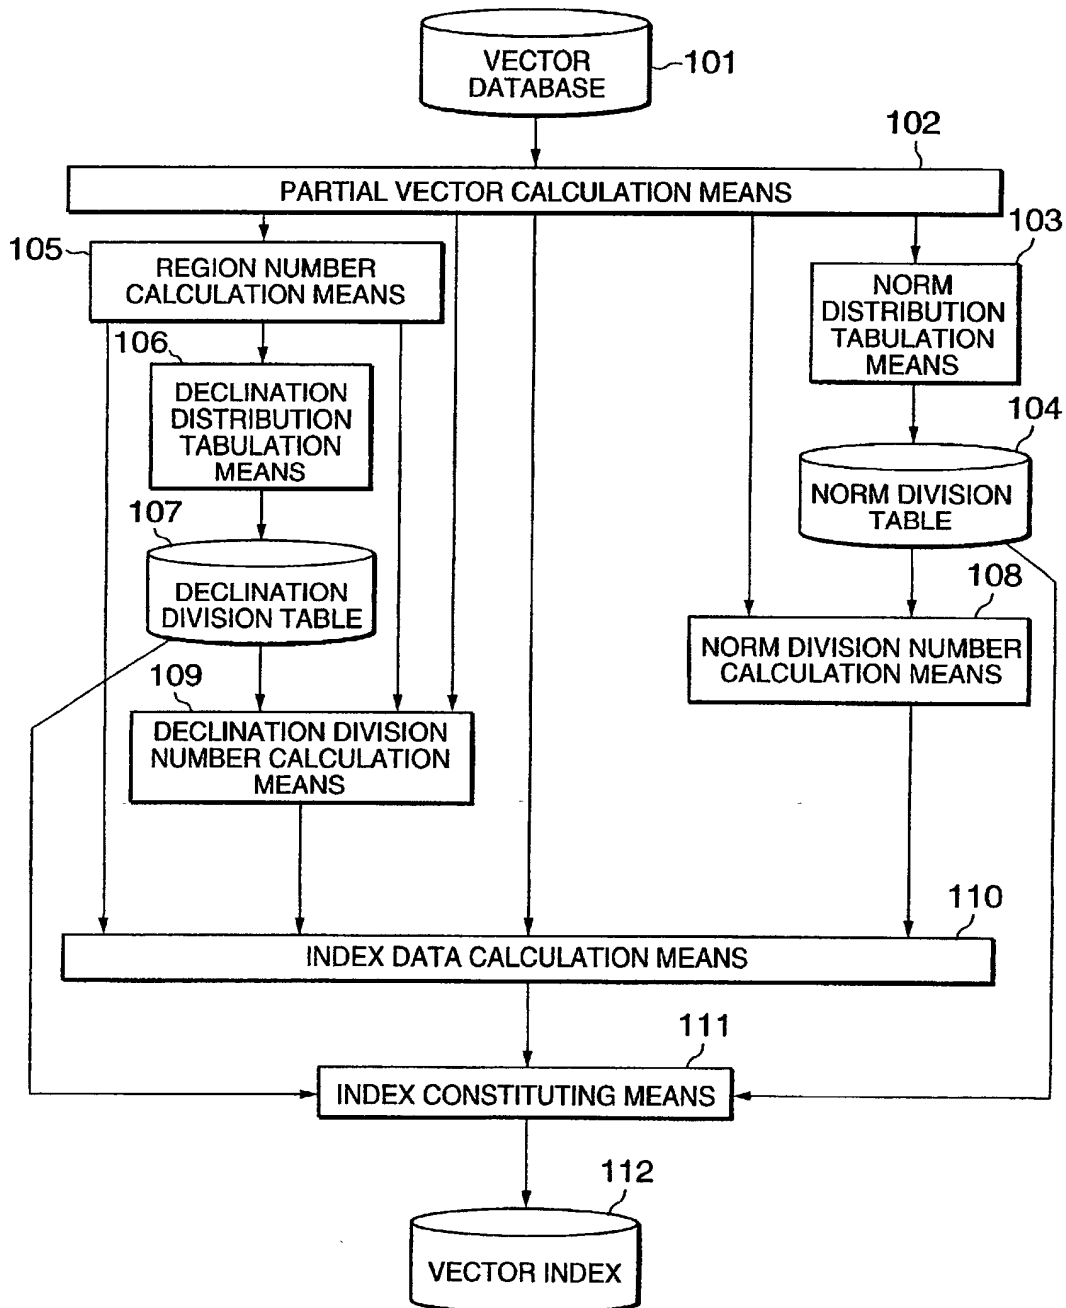 VECTOR
DATABASE
101
102
PARTIAL VECTOR CALCULATION MEANS
105
REGION NUMBER
CALCULATION MEANS
103
NORM
DISTRIBUTION
TABULATION
MEANS
106
DECLINATION
DISTRIBUTION
TABULATION
MEANS
104
NORM DIVISION
TABLE
107
DECLINATION
DIVISION TABLE
108
NORM DIVISION NUMBER
CALCULATION MEANS
109
DECLINATION DIVISION
NUMBER CALCULATION
MEANS
110
INDEX DATA CALCULATION MEANS
111
INDEX CONSTITUTING MEANS
112
VECTOR INDEX